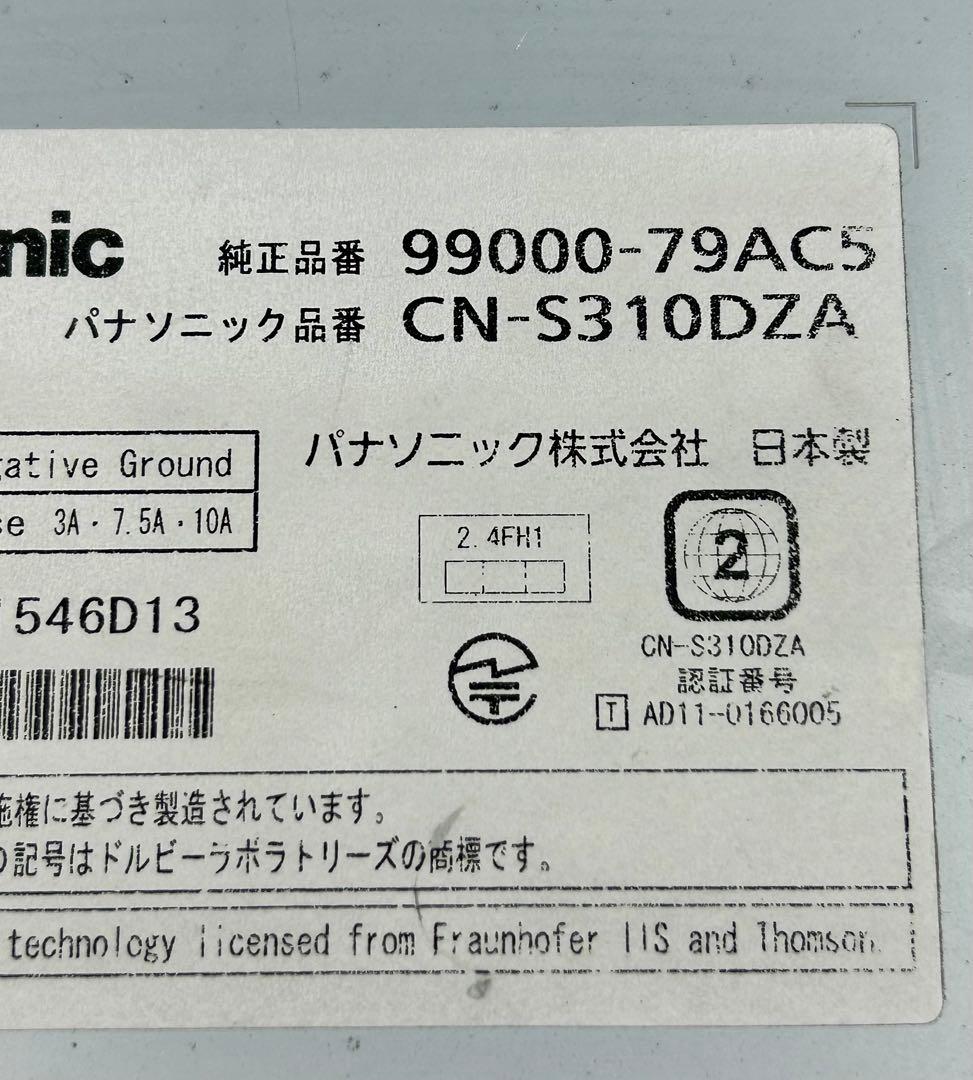 nic
純正品番 99000-79AC5
パナソニック品番 CN-S310DZA
gative Ground
se 3A・7.5A・10A
パナソニック株式会社 日本製
2.4FH1
2
546D13
CN-S310DZA
認証番号
T AD11-0166005
施権に基づき製造されています。
の記号はドルビーラボラトリーズの商標です。
technology licensed from Fraunhofer IIS and Thomson.